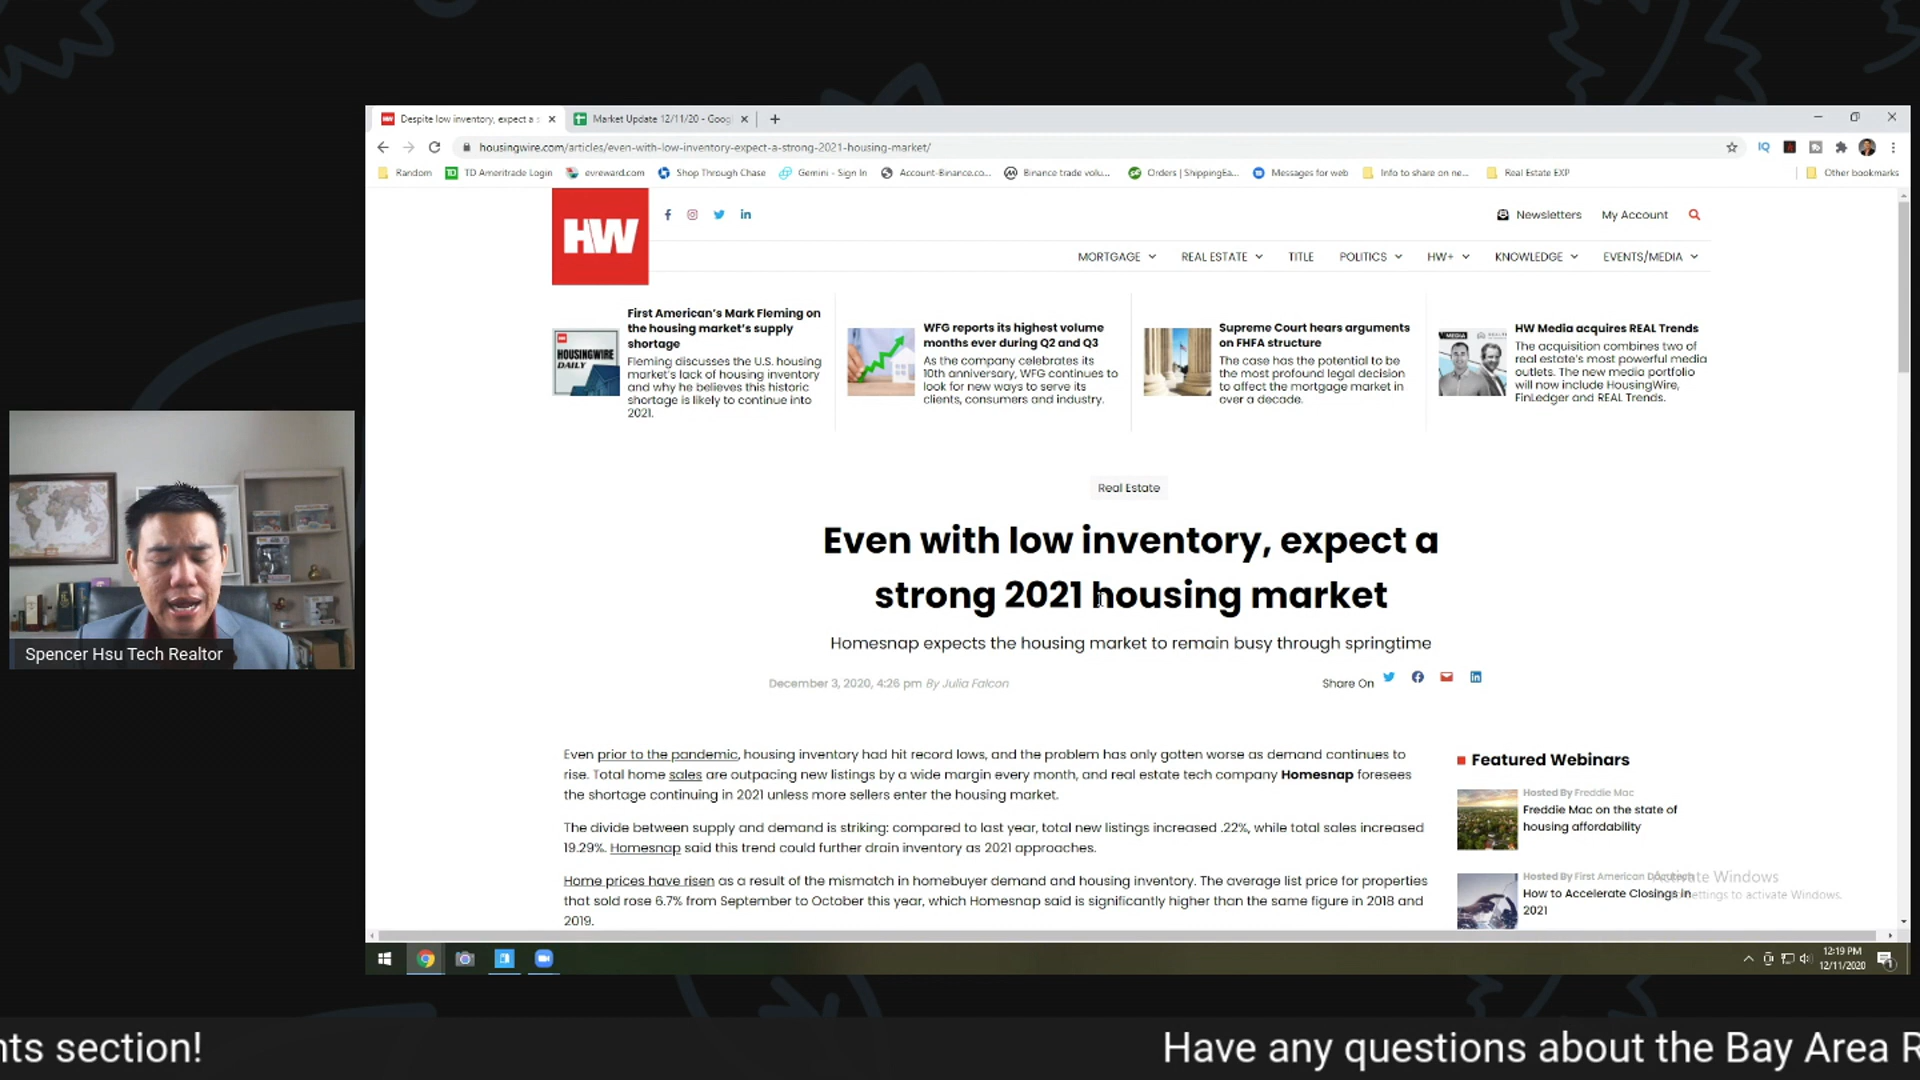 Despite low inventory, expect a s
Market Update 12/11/20 - Goog
housingwire.com/articles/even-with-low-inventory-expect-a-strong-2021-housing-market/
IQ
Random
TD Ameritrade Login
evreward.com
Shop Through Chase
Gemini - Sign In
Account-Binance.co...
Binance trade volu...
Orders | ShippingEa...
Messages for web
Info to share on ne...
Real Estate EXP
Other bookmarks
HW
Newsletters
My Account
MORTGAGE
REAL ESTATE
TITLE
POLITICS
HW+
KNOWLEDGE
EVENTS/MEDIA
HOUSINGWIRE
DAILY
First American's Mark Fleming on
the housing market's supply
shortage
Fleming discusses the U.S. housing
market's lack of housing inventory
and why he believes this historic
shortage is likely to continue into
2021.
WFG reports its highest volume
months ever during Q2 and Q3
As the company celebrates its
10th anniversary, WFG continues to
look for new ways to serve its
clients, consumers and industry.
Supreme Court hears arguments
on FHFA structure
The case has the potential to be
the most profound legal decision
to affect the mortgage market in
over a decade.
MEDIA
HW Media acquires REAL Trends
The acquisition combines two of
real estate's most powerful media
outlets. The new media portfolio
will now include HousingWire,
FinLedger and REAL Trends.
Real Estate
Even with low inventory, expect a
strong 2021 housing market
Homesnap expects the housing market to remain busy through springtime
December 3, 2020, 4:26 pm By Julia Falcon
Share On
Even prior to the pandemic, housing inventory had hit record lows, and the problem has only gotten worse as demand continues to
rise. Total home sales are outpacing new listings by a wide margin every month, and real estate tech company Homesnap foresees
the shortage continuing in 2021 unless more sellers enter the housing market.
The divide between supply and demand is striking: compared to last year, total new listings increased .22%, while total sales increased
19.29%. Homesnap said this trend could further drain inventory as 2021 approaches.
Home prices have risen as a result of the mismatch in homebuyer demand and housing inventory. The average list price for properties
that sold rose 6.7% from September to October this year, which Homesnap said is significantly higher than the same figure in 2018 and
2019.
Featured Webinars
Hosted By Freddie Mac
Freddie Mac on the state of
housing affordability
Hosted By First American
How to Accelerate Closings in
2021
Activate Windows
settings to activate Windows.
12:19 PM
12/11/2020
Spencer Hsu Tech Realtor
nts section!
Have any questions about the Bay Area R